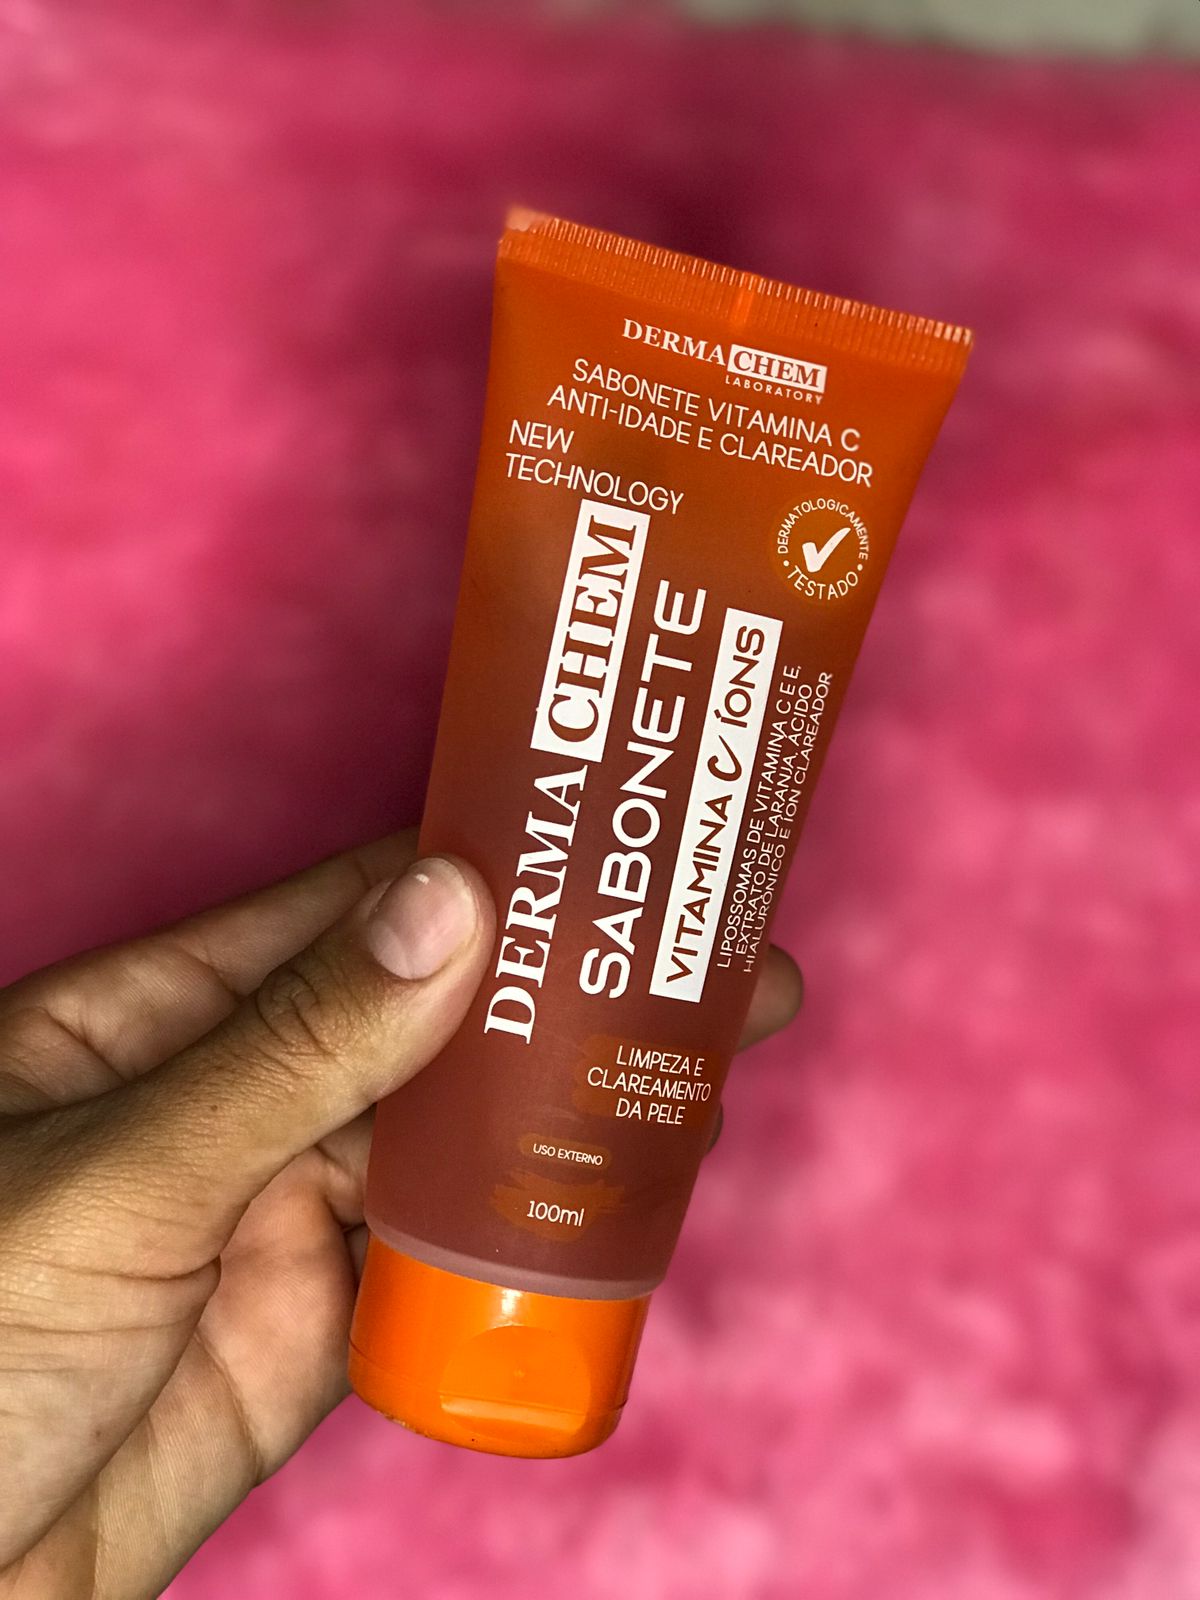 DERMA CHEM
LABORATORY
SABONETE VITAMINA C
ANTI-IDADE E CLAREADOR
NEW
TECHNOLOGY
• DERMATOLOGICAMENTE •
TESTADO
DERMA CHEM
SABONETE
VITAMINA C ÍONS
LIPOSSOMAS DE VITAMINA C E E,
EXTRATO DE LARANJA, ÁCIDO
HIALURÔNICO E ÍON CLAREADOR
LIMPEZA E
CLAREAMENTO
DA PELE
USO EXTERNO
100ml